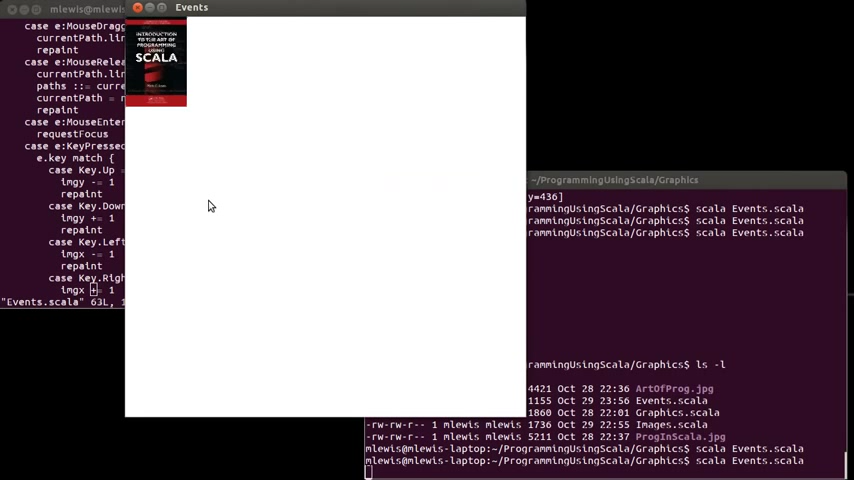 mlewis@mlewis
case e:MouseDragg
currentPath.lin
repaint
case e:MouseRelea
currentPath.lin
paths ::= curre
currentPath = n
repaint
case e:MouseEnter
requestFocus
case e:KeyPressed
e.key match {
case Key.Up =
imgy -= 1
repaint
case Key.Down
imgy += 1
repaint
case Key.Left
imgx -= 1
repaint
case Key.Righ
imgx += 1
"Events.scala" 63L, 1
Events
INTRODUCTION
TO THE ART OF
PROGRAMMING
USING
SCALA
~/ProgrammingUsingScala/Graphics
y=436]
rammingUsingScala/Graphics$ scala Events.scala
rammingUsingScala/Graphics$ scala Events.scala
rammingUsingScala/Graphics$ scala Events.scala
rammingUsingScala/Graphics$ ls -l
4421 Oct 28 22:36 ArtOfProg.jpg
1155 Oct 29 23:56 Events.scala
1860 Oct 28 22:01 Graphics.scala
-rw-rw-r-- 1 mlewis mlewis 1736 Oct 29 22:55 Images.scala
-rw-rw-r-- 1 mlewis mlewis 5211 Oct 28 22:37 ProgInScala.jpg
mlewis@mlewis-laptop:~/ProgrammingUsingScala/Graphics$ scala Events.scala
mlewis@mlewis-laptop:~/ProgrammingUsingScala/Graphics$ scala Events.scala